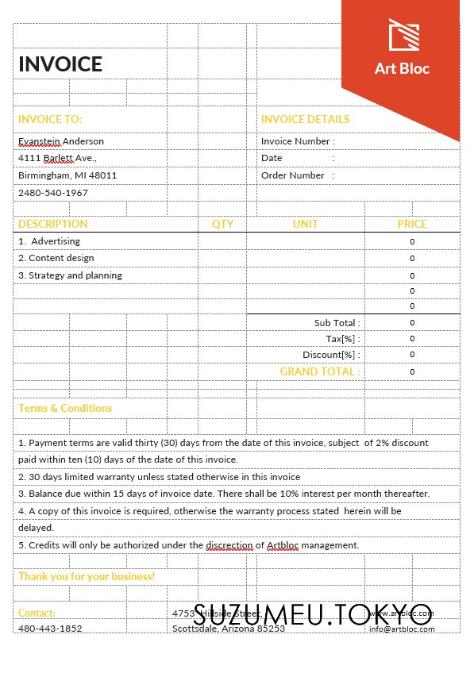 Art Bloc
INVOICE
INVOICE TO:
INVOICE DETAILS
Evanstein Anderson
Invoice Number :
4111 Barlett Ave.,
Date :
Birmingham, MI 48011
Order Number :
2480-540-1967
DESCRIPTION QTY UNIT PRICE
1. Advertising 0
2. Content design 0
3. Strategy and planning 0
0
0
Sub Total : 0
Tax[%] : 0
Discount[%] : 0
GRAND TOTAL : 0
Terms & Conditions
1. Payment terms are valid thirty (30) days from the date of this invoice, subject of 2% discount
paid within ten (10) days of the date of this invoice.
2. 30 days limited warranty unless stated otherwise in this invoice
3. Balance due within 15 days of invoice date. There shall be 10% interest per month thereafter.
4. A copy of this invoice is required, otherwise the warranty process stated herein will be
delayed.
5. Credits will only be authorized under the discrection of Artbloc management.
Thank you for your business!
Contact: 4753 Hillside Street, www.artbloc.com
SUZUMEU.TOKYO
480-443-1852 Scottsdale, Arizona 85253 info@artbloc.com